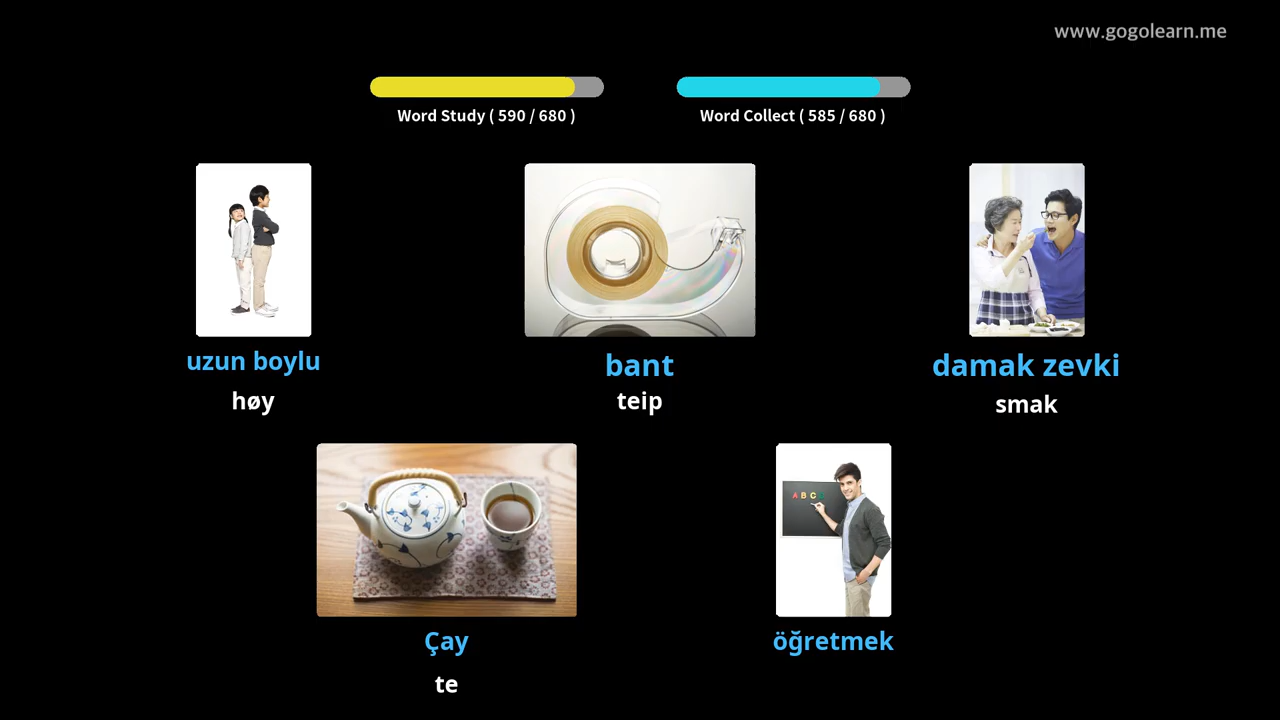 www.gogolearn.me
Word Study ( 590 / 680 )
Word Collect ( 585 / 680 )
uzun boylu
høy
bant
teip
damak zevki
smak
A B C
Çay
te
öğretmek